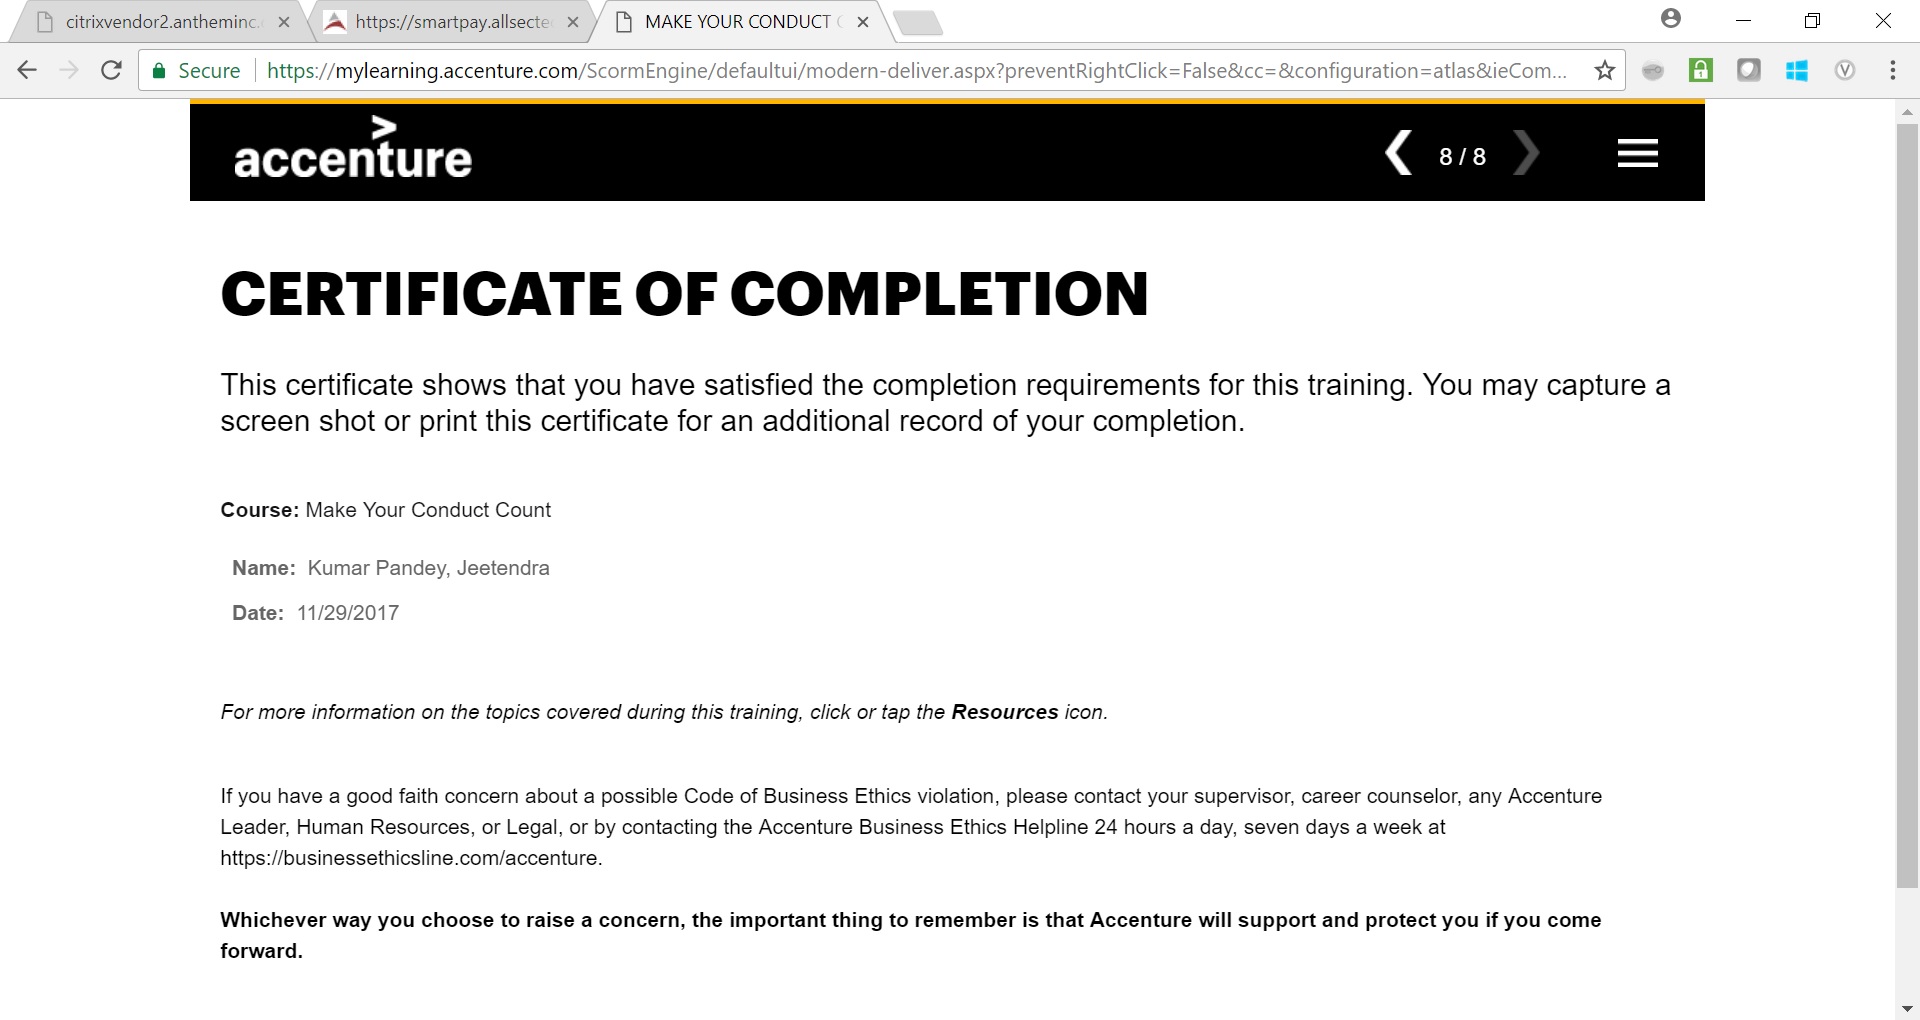 citrixvendor2.antheminc.
https://smartpay.allsecte
MAKE YOUR CONDUCT
Secure
https://mylearning.accenture.com/ScormEngine/defaultui/modern-deliver.aspx?preventRightClick=False&cc=&configuration=atlas&ieCom...
>
accenture
8 / 8
CERTIFICATE OF COMPLETION
This certificate shows that you have satisfied the completion requirements for this training. You may capture a
screen shot or print this certificate for an additional record of your completion.
Course: Make Your Conduct Count
Name: Kumar Pandey, Jeetendra
Date: 11/29/2017
For more information on the topics covered during this training, click or tap the Resources icon.
If you have a good faith concern about a possible Code of Business Ethics violation, please contact your supervisor, career counselor, any Accenture
Leader, Human Resources, or Legal, or by contacting the Accenture Business Ethics Helpline 24 hours a day, seven days a week at
https://businessethicsline.com/accenture.
Whichever way you choose to raise a concern, the important thing to remember is that Accenture will support and protect you if you come
forward.